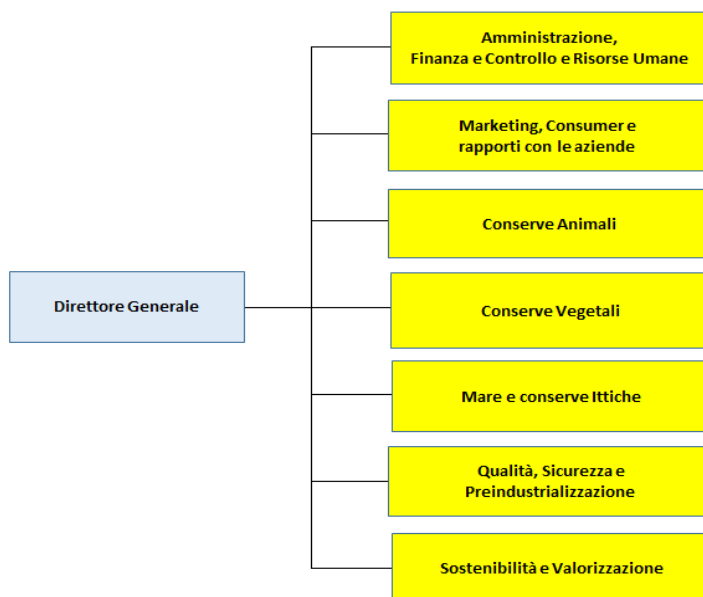 Amministrazione,
Finanza e Controllo e Risorse Umane
Marketing, Consumer e
rapporti con le aziende
Conserve Animali
Direttore Generale
Conserve Vegetali
Mare e conserve Ittiche
Qualità, Sicurezza e
Preindustrializzazione
Sostenibilità e Valorizzazione